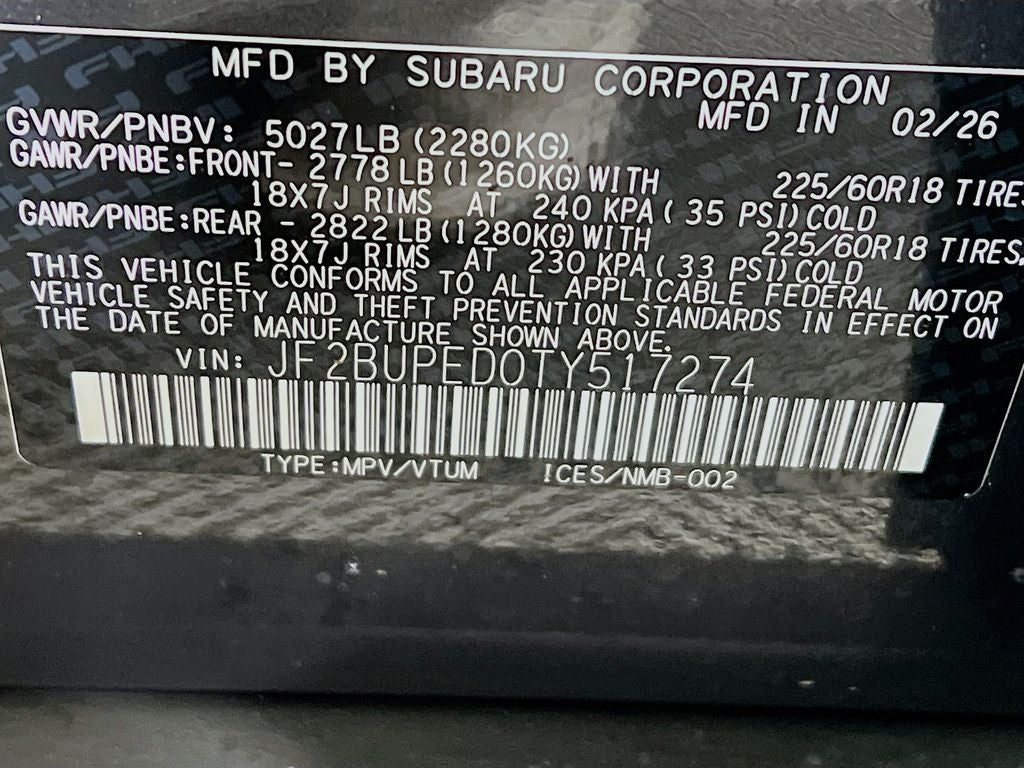 MFD BY SUBARU CORPORATION
MFD IN 02/26
GVWR/PNBV: 5027LB (2280KG)
GAWR/PNBE:FRONT- 2778 LB (1260KG) WITH 225/60R18 TIRES
18X7J RIMS AT 240 KPA ( 35 PSI) COLD
GAWR/PNBE:REAR - 2822 LB (1280KG) WITH 225/60R18 TIRES,
18X7J RIMS AT 230 KPA ( 33 PSI) COLD
THIS VEHICLE CONFORMS TO ALL APPLICABLE FEDERAL MOTOR
VEHICLE SAFETY AND THEFT PREVENTION STANDARDS IN EFFECT ON
THE DATE OF MANUFACTURE SHOWN ABOVE.
VIN: JF2BUPED0TY517274
TYPE:MPV/VTUM ICES/NMB-002